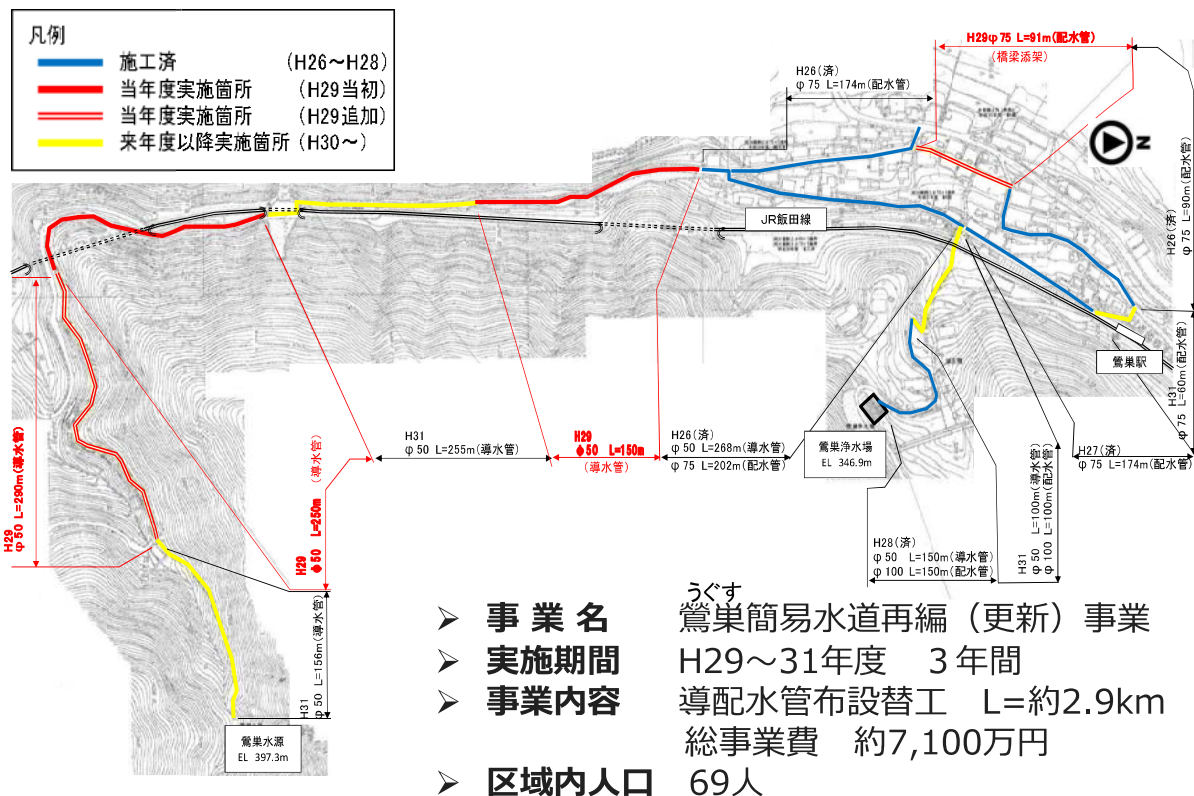 凡例
施工済 (H26～H28)
当年度実施箇所 (H29当初)
当年度実施箇所 (H29追加)
来年度以降実施箇所 (H30～)
H29φ75 L=91m(配水管)
(橋梁添架)
H26(済)
φ75 L=174m(配水管)
N
H26(済)
φ75 L=90m(配水管)
JR飯田線
鶯巣駅
H31
φ75 L=60m(配水管)
H31
φ50 L=255m(導水管)
H29
φ50 L=150m
(導水管)
H26(済)
φ50 L=268m(導水管)
φ75 L=202m(配水管)
鶯巣浄水場
EL 346.9m
H27(済)
φ75 L=174m(配水管)
H29
φ50 L=290m(導水管)
H29
φ50 L=250m (導水管)
H28(済)
φ50 L=150m(導水管)
φ100 L=150m(配水管)
H31
φ50 L=100m(導水管)
φ100 L=100m(配水管)
H31
φ50 L=156m(導水管)
鶯巣水源
EL 397.3m
うぐす
➢ 事業名 鶯巣簡易水道再編（更新）事業
➢ 実施期間 H29～31年度 3年間
➢ 事業内容 導配水管布設替工 L=約2.9km
総事業費 約7,100万円
➢ 区域内人口 69人